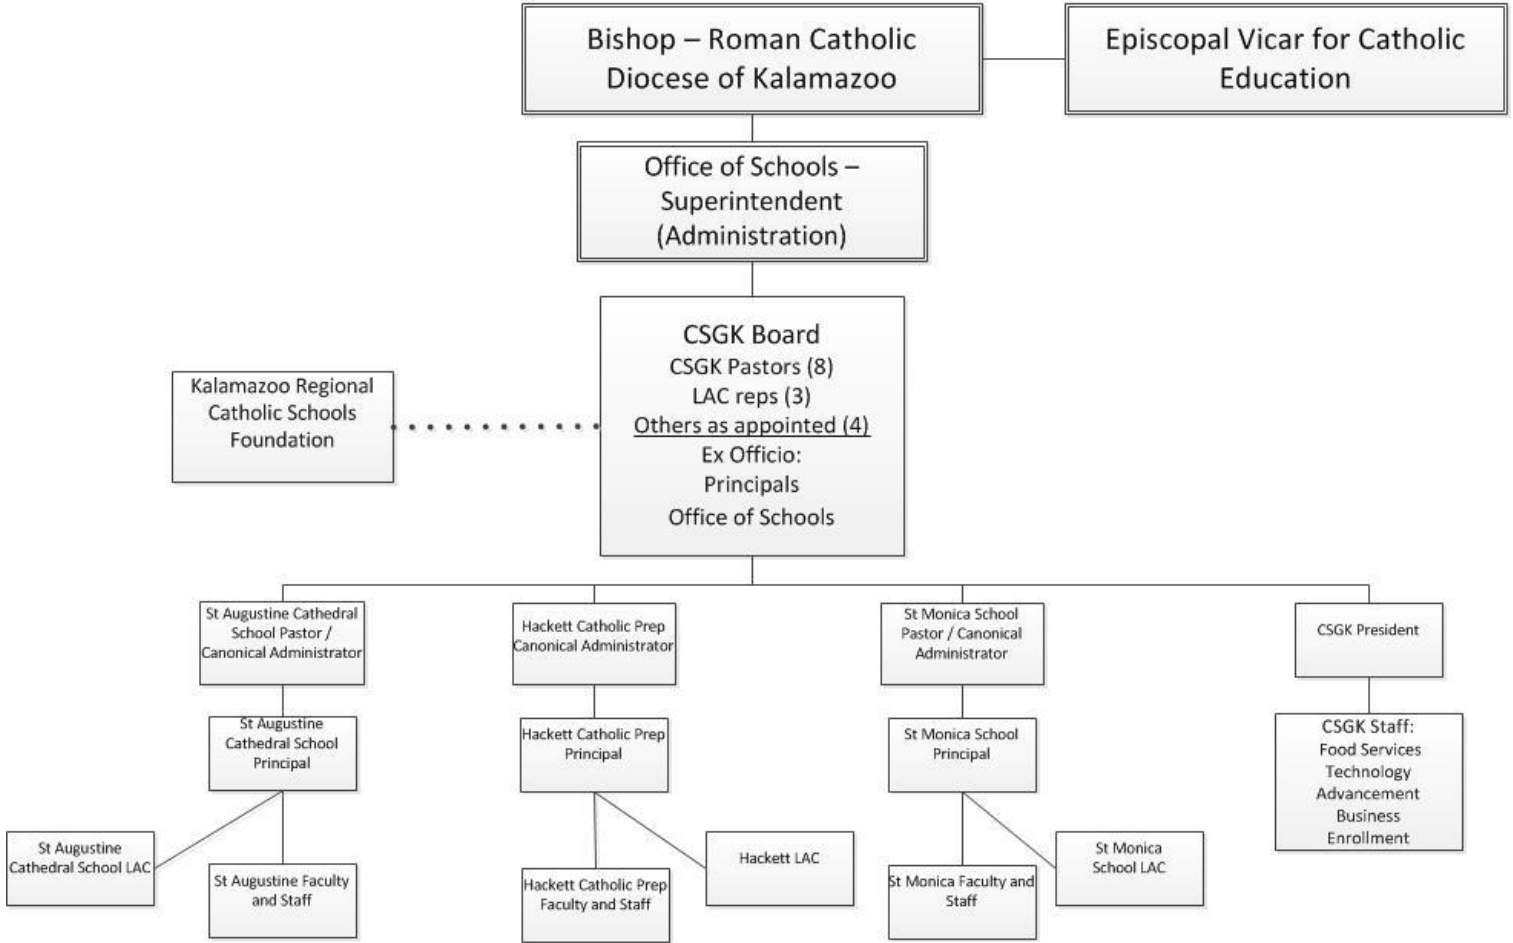 Bishop – Roman Catholic
Diocese of Kalamazoo
Episcopal Vicar for Catholic
Education
Office of Schools –
Superintendent
(Administration)
CSGK Board
CSGK Pastors (8)
LAC reps (3)
Others as appointed (4)
Ex Officio:
Principals
Office of Schools
Kalamazoo Regional
Catholic Schools
Foundation
St Augustine Cathedral
School Pastor /
Canonical Administrator
Hackett Catholic Prep
Canonical Administrator
St Monica School
Pastor / Canonical
Administrator
CSGK President
St Augustine
Cathedral School
Principal
Hackett Catholic Prep
Principal
St Monica School
Principal
CSGK Staff:
Food Services
Technology
Advancement
Business
Enrollment
St Augustine
Cathedral School LAC
St Augustine Faculty
and Staff
Hackett Catholic Prep
Faculty and Staff
Hackett LAC
St Monica Faculty and
Staff
St Monica
School LAC